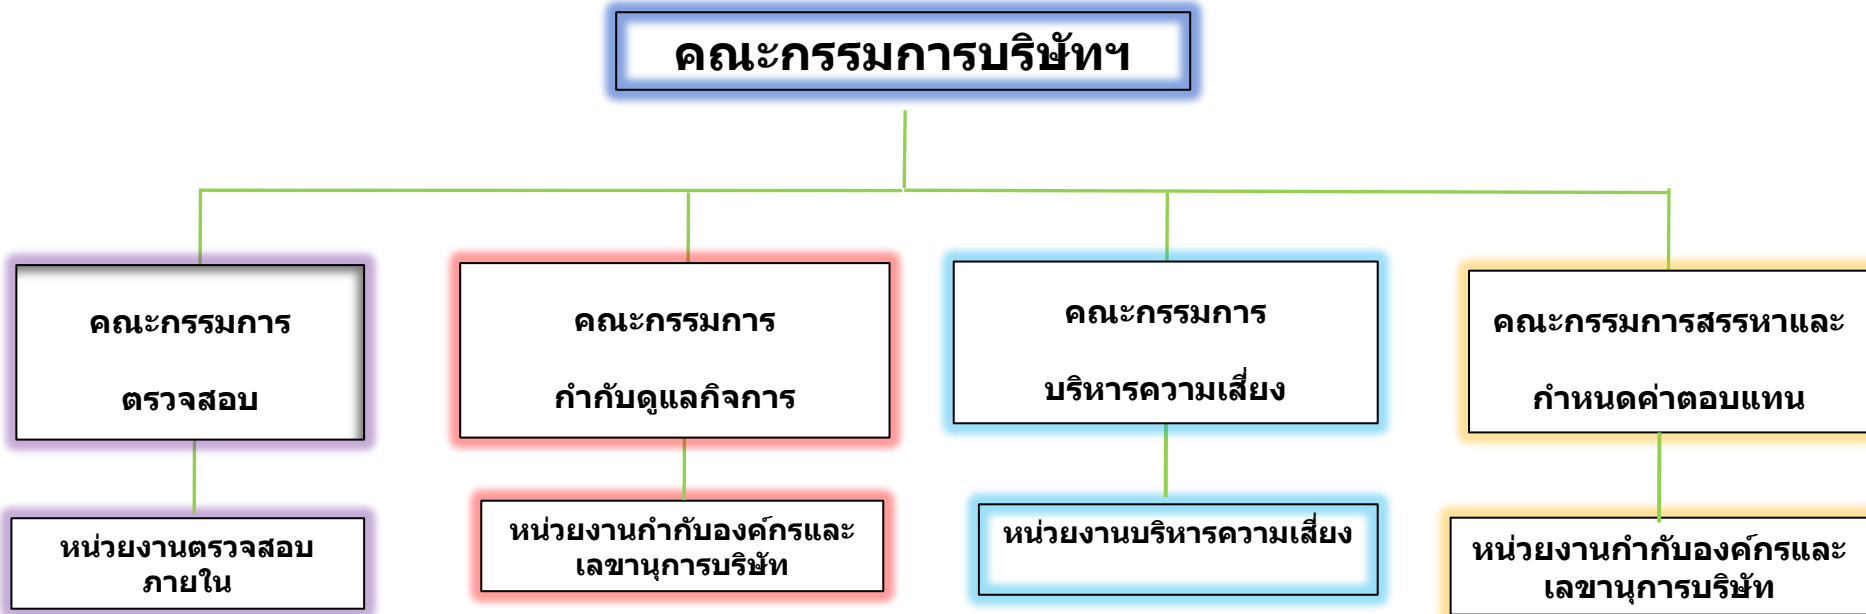 คณะกรรมการบริษัทฯ
คณะกรรมการ
ตรวจสอบ
คณะกรรมการ
กำกับดูแลกิจการ
คณะกรรมการ
บริหารความเสี่ยง
คณะกรรมการสรรหาและ
กำหนดค่าตอบแทน
หน่วยงานตรวจสอบ
ภายใน
หน่วยงานกำกับองค์กรและ
เลขานุการบริษัท
หน่วยงานบริหารความเสี่ยง
หน่วยงานกำกับองค์กรและ
เลขานุการบริษัท